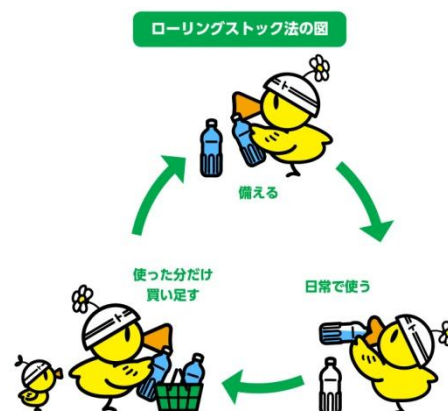 ローリングストック法の図
備える
使った分だけ
買い足す
日常で使う